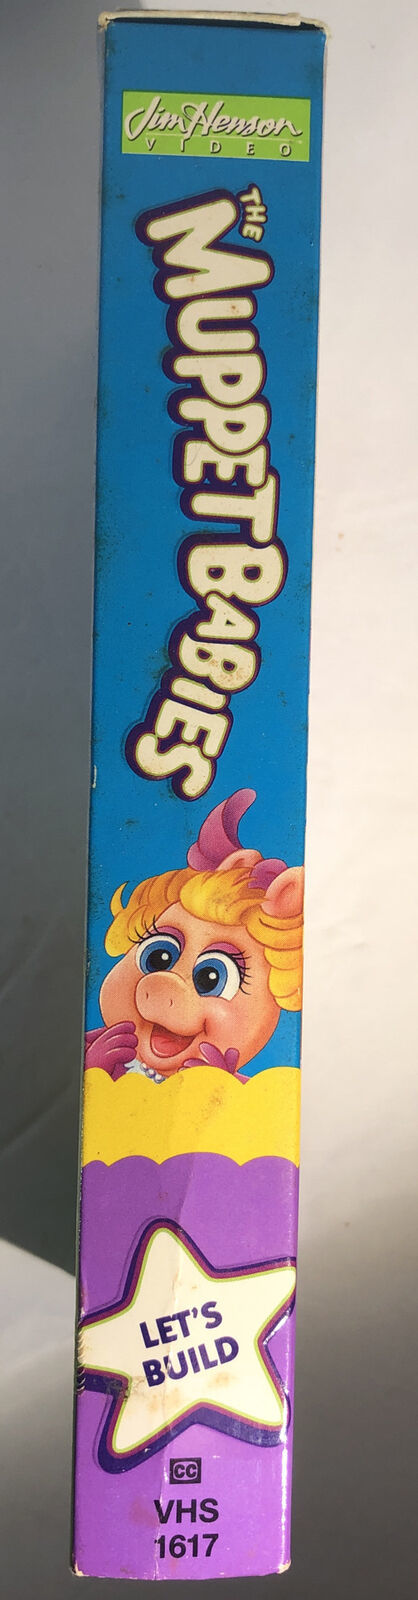 Jim Henson
VIDEO
THE
MUPPET BABIES
LET'S
BUILD
CC
VHS
1617